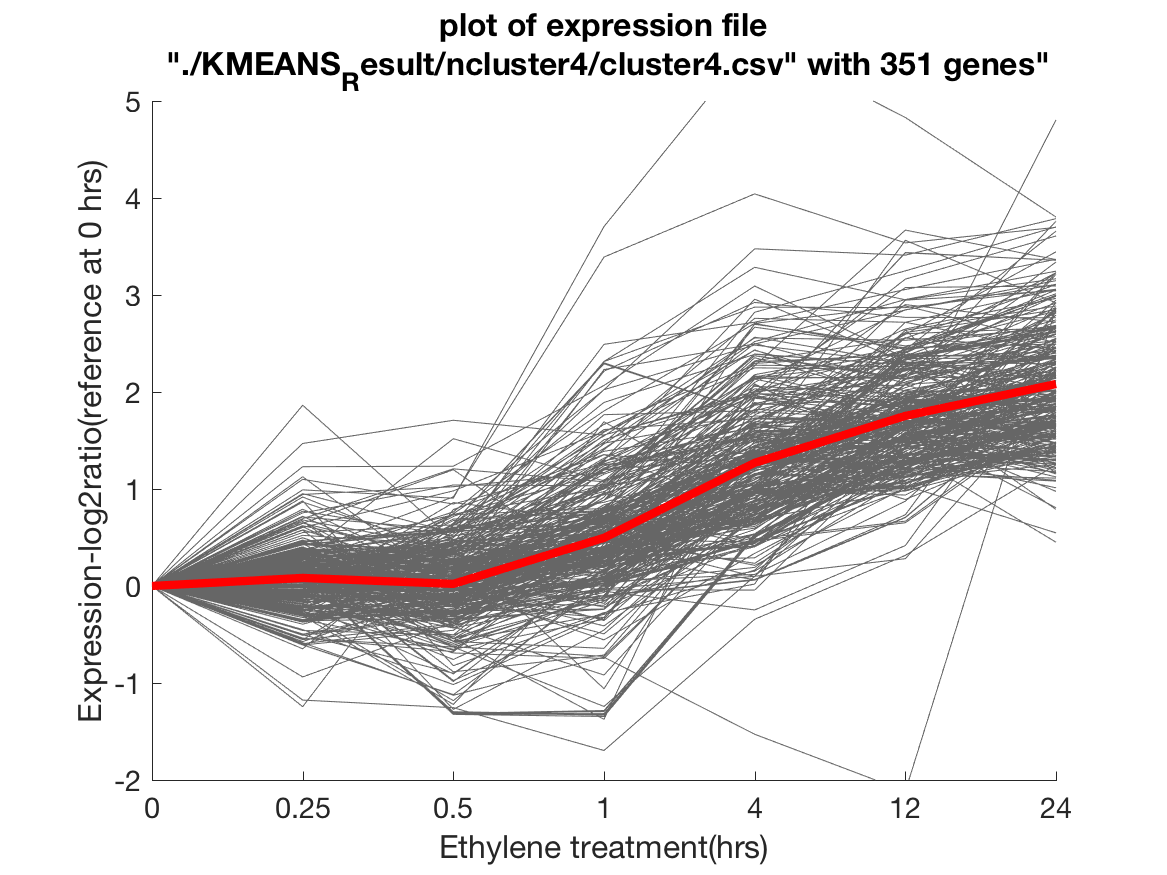 plot of expression file
"./KMEANS_Result/ncluster4/cluster4.csv" with 351 genes"
5
4
3
2
1
0
-1
-2
Expression-log2ratio(reference at 0 hrs)
0 0.25 0.5 1 4 12 24
Ethylene treatment(hrs)